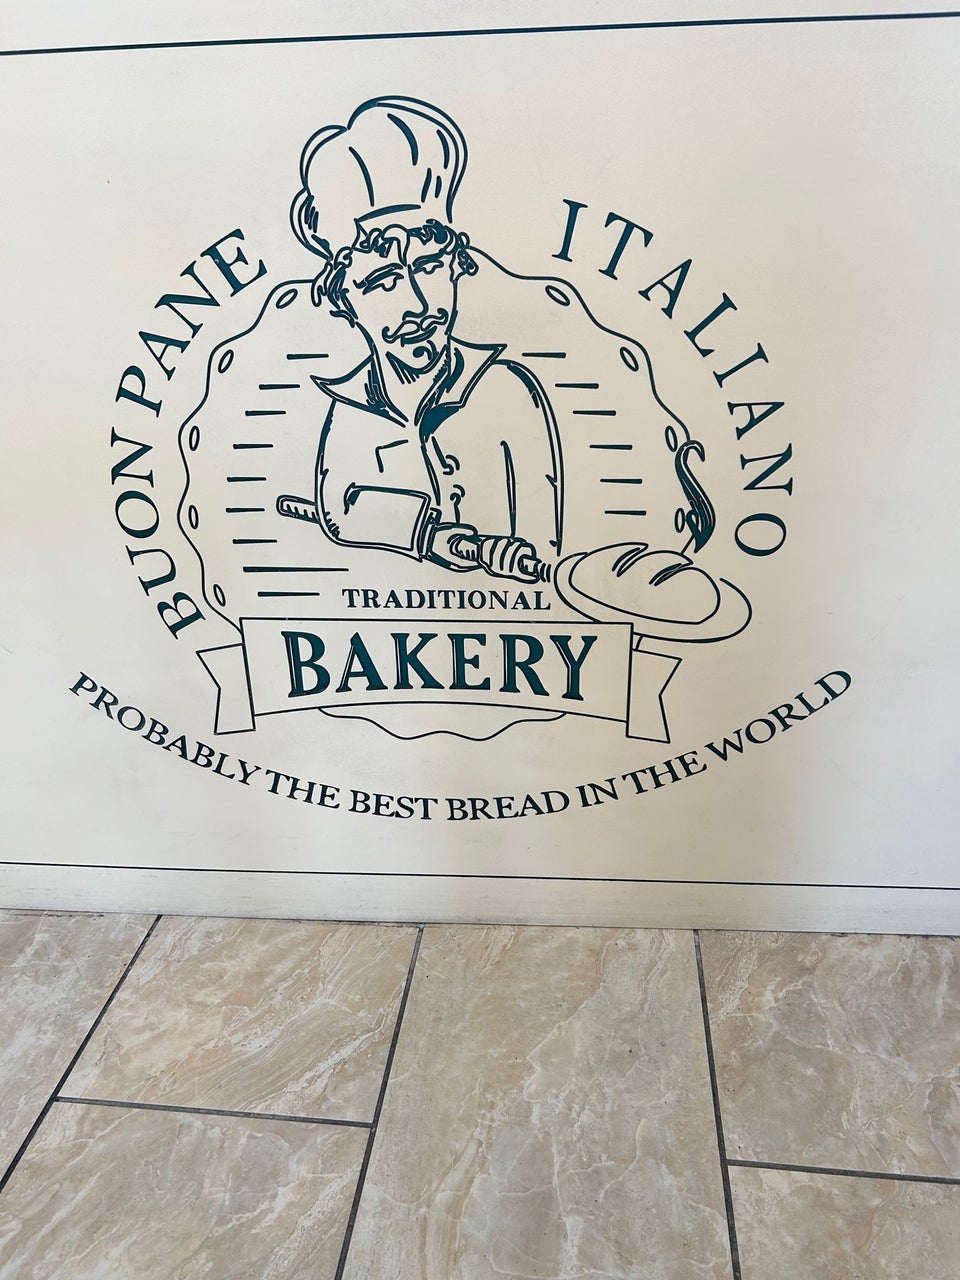 BUON PANE ITALIANO
TRADITIONAL
BAKERY
PROBABLY THE BEST BREAD IN THE WORLD